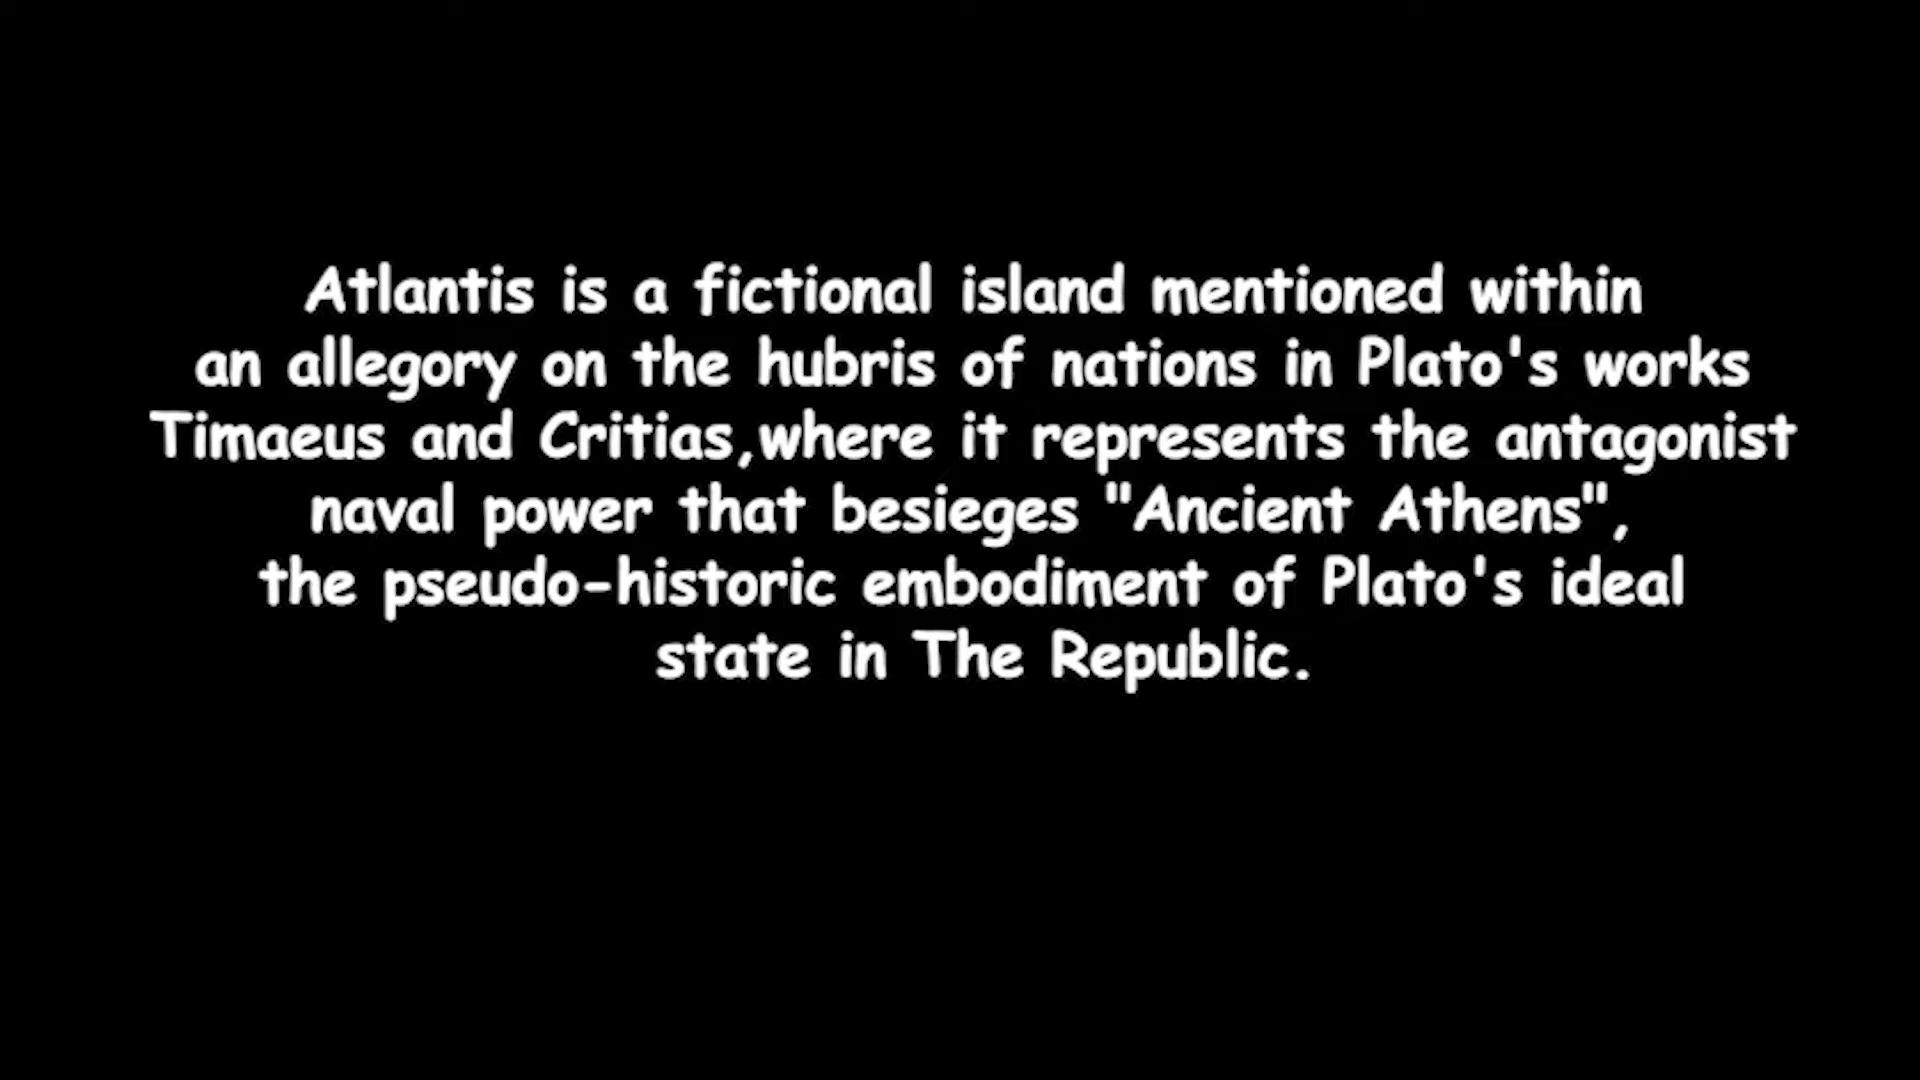 Atlantis is a fictional island mentioned within
an allegory on the hubris of nations in Plato's works
Timaeus and Critias,where it represents the antagonist
naval power that besieges "Ancient Athens",
the pseudo-historic embodiment of Plato's ideal
state in The Republic.